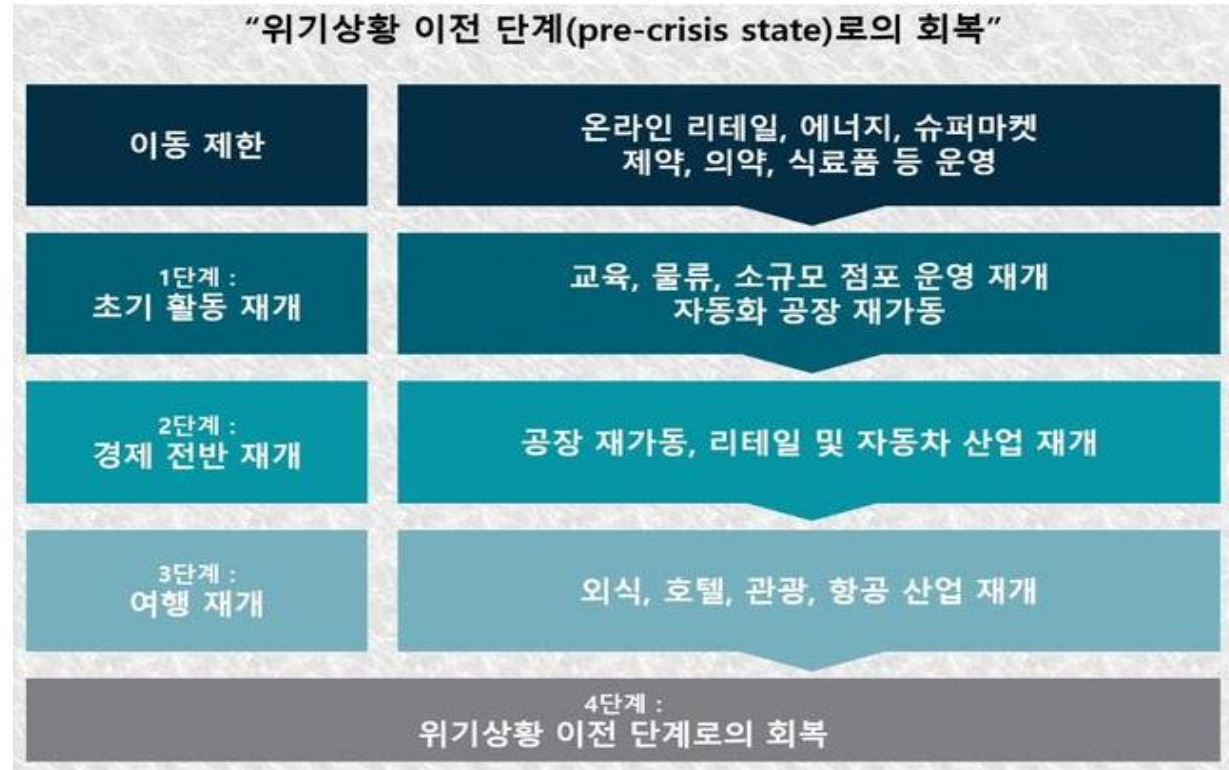 “위기상황 이전 단계(pre-crisis state)로의 회복”
이동 제한
온라인 리테일, 에너지, 슈퍼마켓
제약, 의약, 식료품 등 운영
1단계 :
초기 활동 재개
교육, 물류, 소규모 점포 운영 재개
자동화 공장 재가동
2단계 :
경제 전반 재개
공장 재가동, 리테일 및 자동차 산업 재개
3단계 :
여행 재개
외식, 호텔, 관광, 항공 산업 재개
4단계 :
위기상황 이전 단계로의 회복